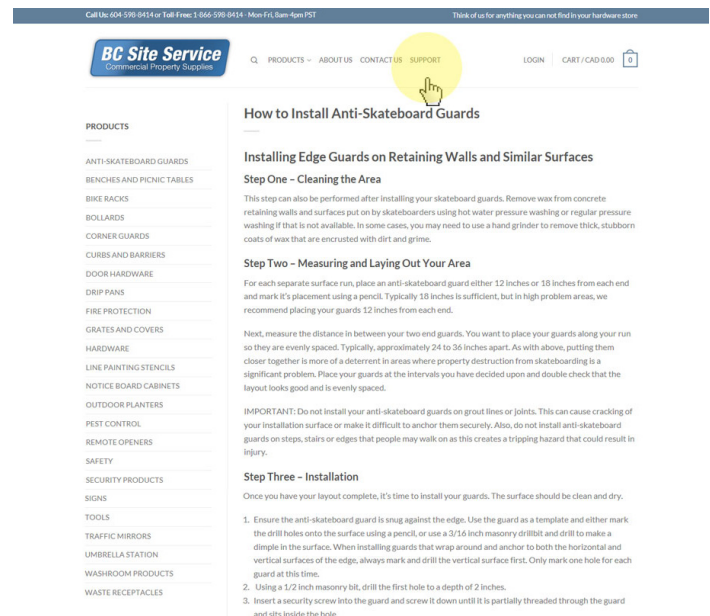 Call Us: 604-598-8414 or Toll-Free: 1-866-598-8414 - Mon-Fri, 8am-4pm PST
Think of us for anything you can not find in your hardware store
BC Site Service
Commercial Property Supplies
PRODUCTS
ABOUT US
CONTACT US
SUPPORT
LOGIN
CART / CAD 0.00
0
PRODUCTS
ANTI-SKATEBOARD GUARDS
BENCHES AND PICNIC TABLES
BIKE RACKS
BOLLARDS
CORNER GUARDS
CURBS AND BARRIERS
DOOR HARDWARE
DRIP PANS
FIRE PROTECTION
GRATES AND COVERS
HARDWARE
LINE PAINTING STENCILS
NOTICE BOARD CABINETS
OUTDOOR PLANTERS
PEST CONTROL
REMOTE OPENERS
SAFETY
SECURITY PRODUCTS
SIGNS
TOOLS
TRAFFIC MIRRORS
UMBRELLA STATION
WASHROOM PRODUCTS
WASTE RECEPTACLES
How to Install Anti-Skateboard Guards
Installing Edge Guards on Retaining Walls and Similar Surfaces
Step One – Cleaning the Area
This step can also be performed after installing your skateboard guards. Remove wax from concrete
retaining walls and surfaces put on by skateboarders using hot water pressure washing or regular pressure
washing if that is not available. In some cases, you may need to use a hand grinder to remove thick, stubborn
coats of wax that are encrusted with dirt and grime.
Step Two – Measuring and Laying Out Your Area
For each separate surface run, place an anti-skateboard guard either 12 inches or 18 inches from each end
and mark it's placement using a pencil. Typically 18 inches is sufficient, but in high problem areas, we
recommend placing your guards 12 inches from each end.
Next, measure the distance in between your two end guards. You want to place your guards along your run
so they are evenly spaced. Typically, approximately 24 to 36 inches apart. As with above, putting them
closer together is more of a deterrent in areas where property destruction from skateboarding is a
significant problem. Place your guards at the intervals you have decided upon and double check that the
layout looks good and is evenly spaced.
IMPORTANT: Do not install your anti-skateboard guards on grout lines or joints. This can cause cracking of
your installation surface or make it difficult to anchor them securely. Also, do not install anti-skateboard
guards on steps, stairs or edges that people may walk on as this creates a tripping hazard that could result in
injury.
Step Three – Installation
Once you have your layout complete, it's time to install your guards. The surface should be clean and dry.
1. Ensure the anti-skateboard guard is snug against the edge. Use the guard as a template and either mark
the drill holes onto the surface using a pencil, or use a 3/16 inch masonry drillbit and drill to make a
dimple in the surface. When installing guards that wrap around and anchor to both the horizontal and
vertical surfaces of the edge, always mark and drill the vertical surface first. Only mark one hole for each
guard at this time.
2. Using a 1/2 inch masonry bit, drill the first hole to a depth of 2 inches.
3. Insert a security screw into the guard and screw it down until it is partially threaded through the guard
and sits inside the hole.